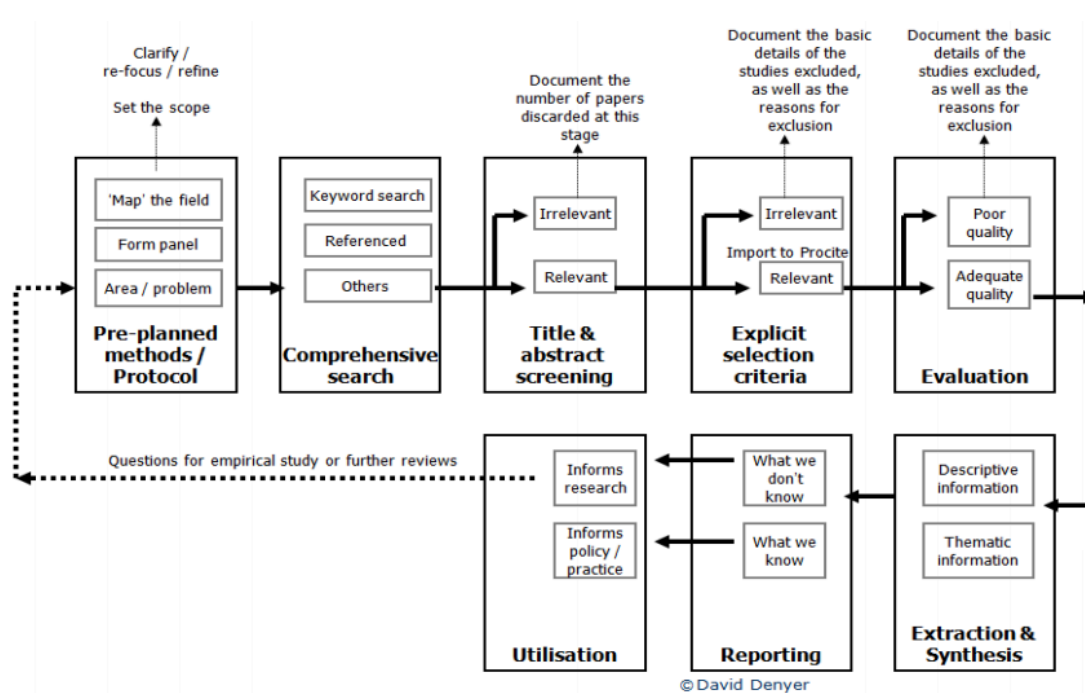 Clarify /
re-focus / refine
Set the scope
Document the
number of papers
discarded at this
stage
Document the basic
details of the
studies excluded,
as well as the
reasons for
exclusion
Document the basic
details of the
studies excluded,
as well as the
reasons for
exclusion
'Map' the field
Form panel
Area / problem
Pre-planned
methods /
Protocol
Keyword search
Referenced
Others
Comprehensive
search
Irrelevant
Relevant
Title &
abstract
screening
Irrelevant
Import to Procite
Relevant
Explicit
selection
criteria
Poor
quality
Adequate
quality
Evaluation
Questions for empirical study or further reviews
Informs
research
Informs
policy /
practice
Utilisation
What we
don't
know
What we
know
Reporting
Descriptive
information
Thematic
information
Extraction &
Synthesis
©David Denyer